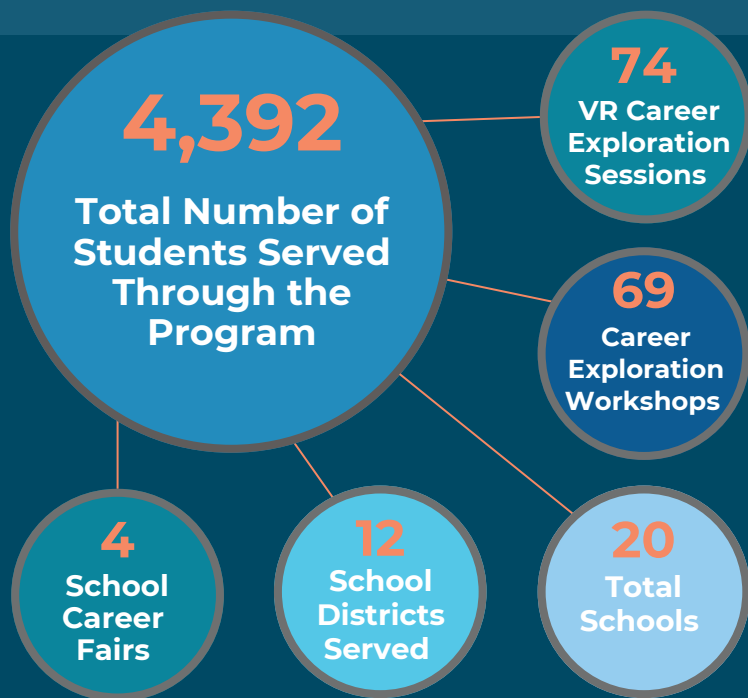 4,392
Total Number of
Students Served
Through the
Program
74
VR Career
Exploration
Sessions
69
Career
Exploration
Workshops
4
School
Career
Fairs
12
School
Districts
Served
20
Total
Schools